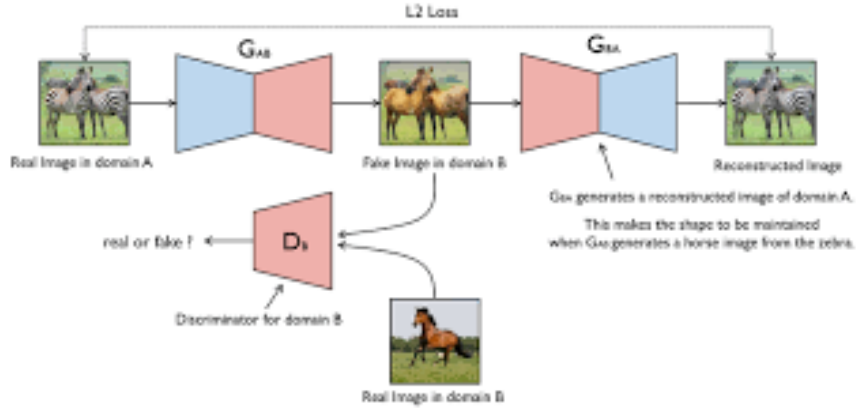 L2 Loss
GAB
GBA
Real Image in domain A
Fake Image in domain B
Reconstructed Image
GBA generates a reconstructed image of domain A.
This makes the shape to be maintained
when GAB generates a horse image from the zebra.
real or fake ?
Db
Discriminator for domain B
Real Image in domain B